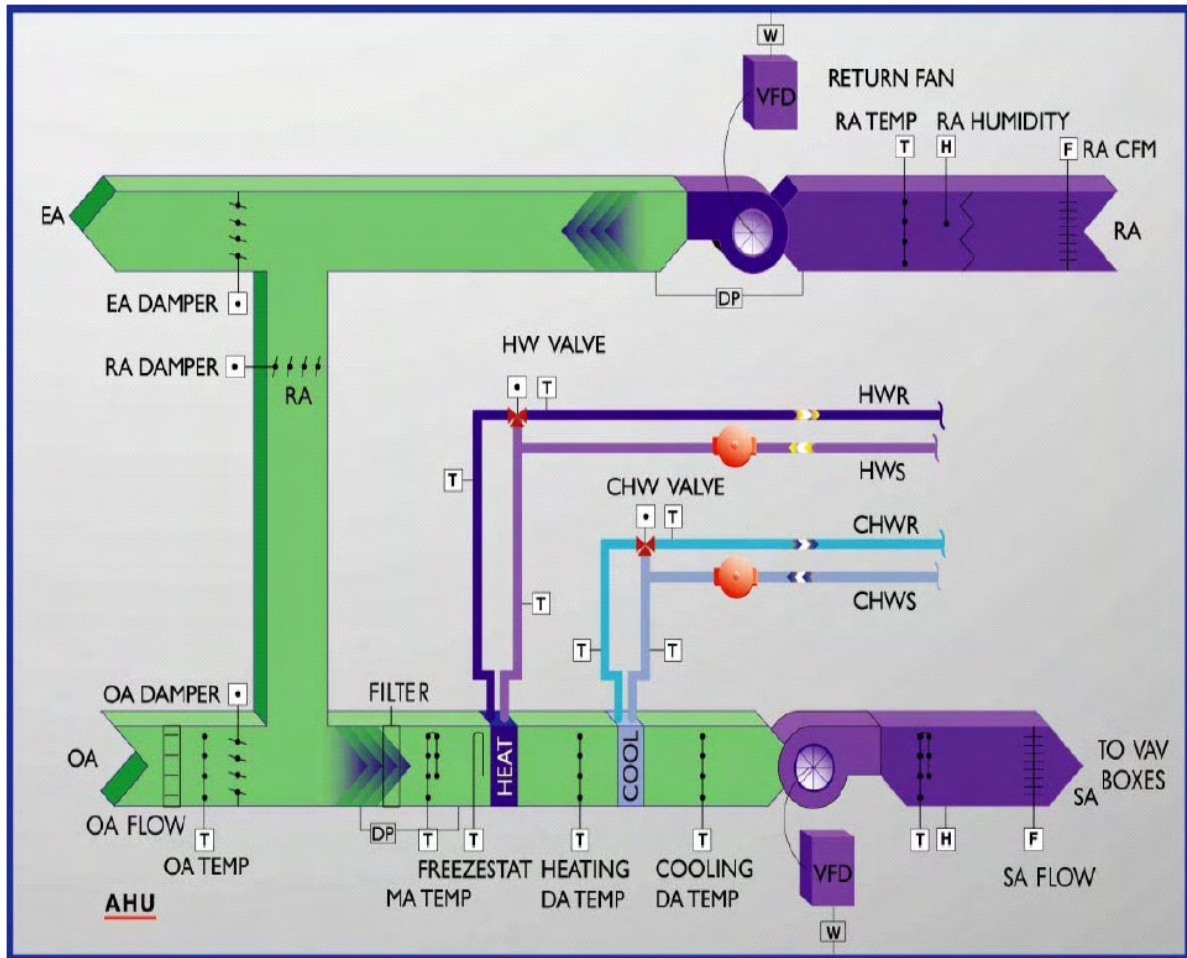 W
VFD
RETURN FAN
RA TEMP
RA HUMIDITY
T
H
F
RA CFM
EA
RA
EA DAMPER
DP
RA DAMPER
RA
HW VALVE
T
HWR
T
HWS
CHW VALVE
T
CHWR
T
CHWS
T
T
OA DAMPER
FILTER
OA
HEAT
COOL
TO VAV
BOXES
SA
OA FLOW
T
DP
T
T
T
T
T
H
F
OA TEMP
FREEZESTAT
MA TEMP
HEATING
DA TEMP
COOLING
DA TEMP
VFD
SA FLOW
AHU
W